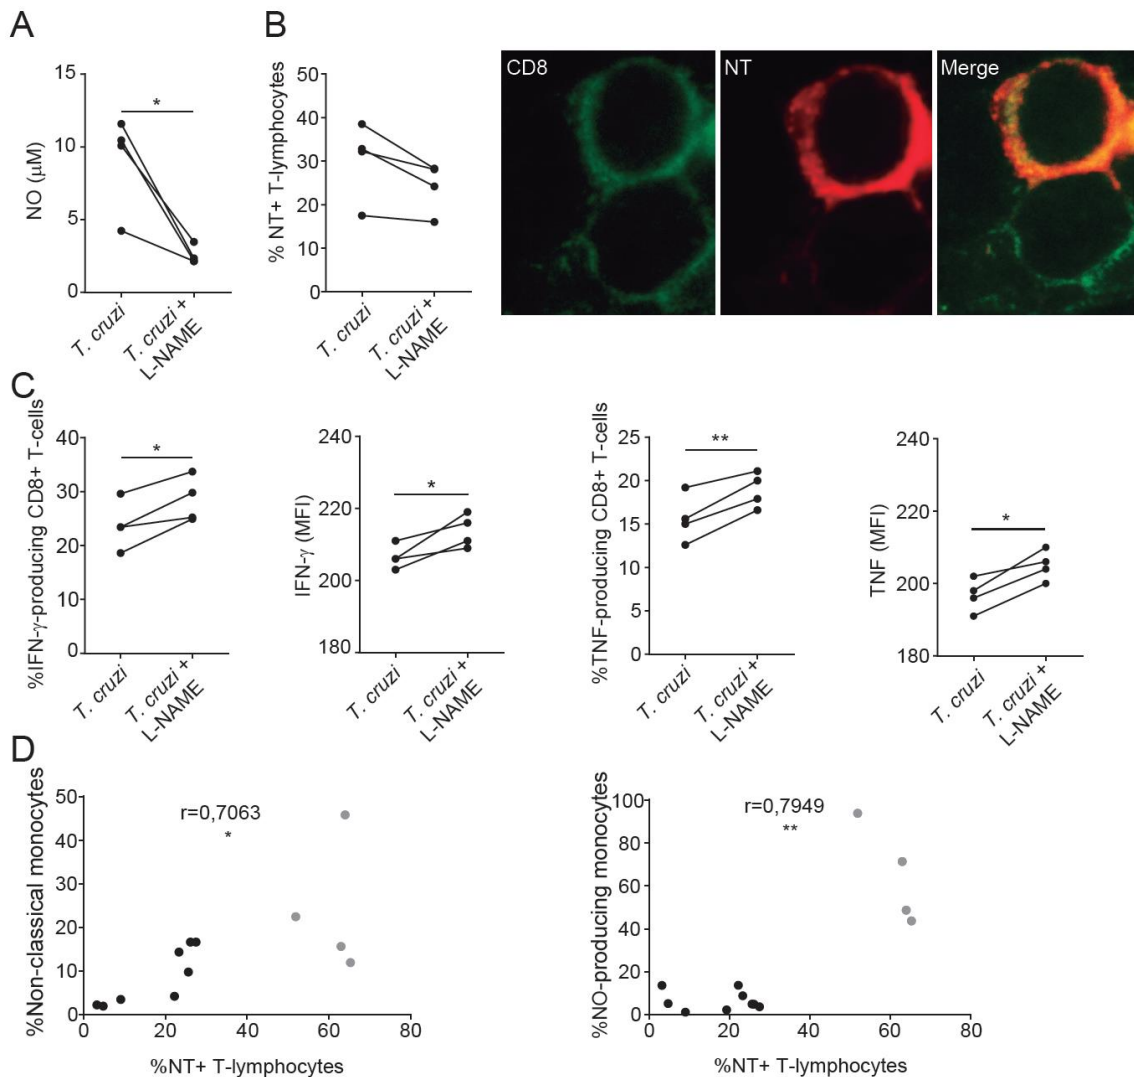 A
NO (μM)
15
10
5
0
*
T. cruzi
T. cruzi +
L-NAME
B
% NT+ T-lymphocytes
50
40
30
20
10
0
T. cruzi
T. cruzi +
L-NAME
CD8
NT
Merge
C
%IFN-γ-producing CD8+ T-cells
40
30
20
10
0
*
T. cruzi
T. cruzi +
L-NAME
IFN-γ (MFI)
240
220
200
180
*
T. cruzi
T. cruzi +
L-NAME
%TNF-producing CD8+ T-cells
25
20
15
10
5
0
**
T. cruzi
T. cruzi +
L-NAME
TNF (MFI)
240
220
200
180
*
T. cruzi
T. cruzi +
L-NAME
D
%Non-classical monocytes
50
40
30
20
10
0
r=0,7063
*
0 20 40 60 80
%NT+ T-lymphocytes
%NO-producing monocytes
100
80
60
40
20
0
r=0,7949
**
0 20 40 60 80
%NT+ T-lymphocytes